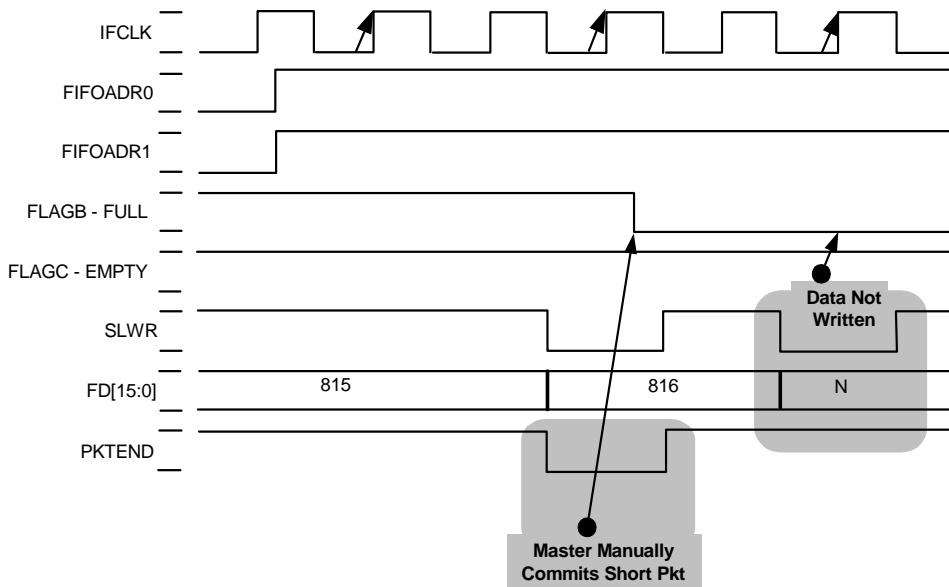 IFCLK
FIFOADR0
FIFOADR1
FLAGB - FULL
FLAGC - EMPTY
Data Not
Written
SLWR
FD[15:0]
815
816
N
PKTEND
Master Manually
Commits Short Pkt